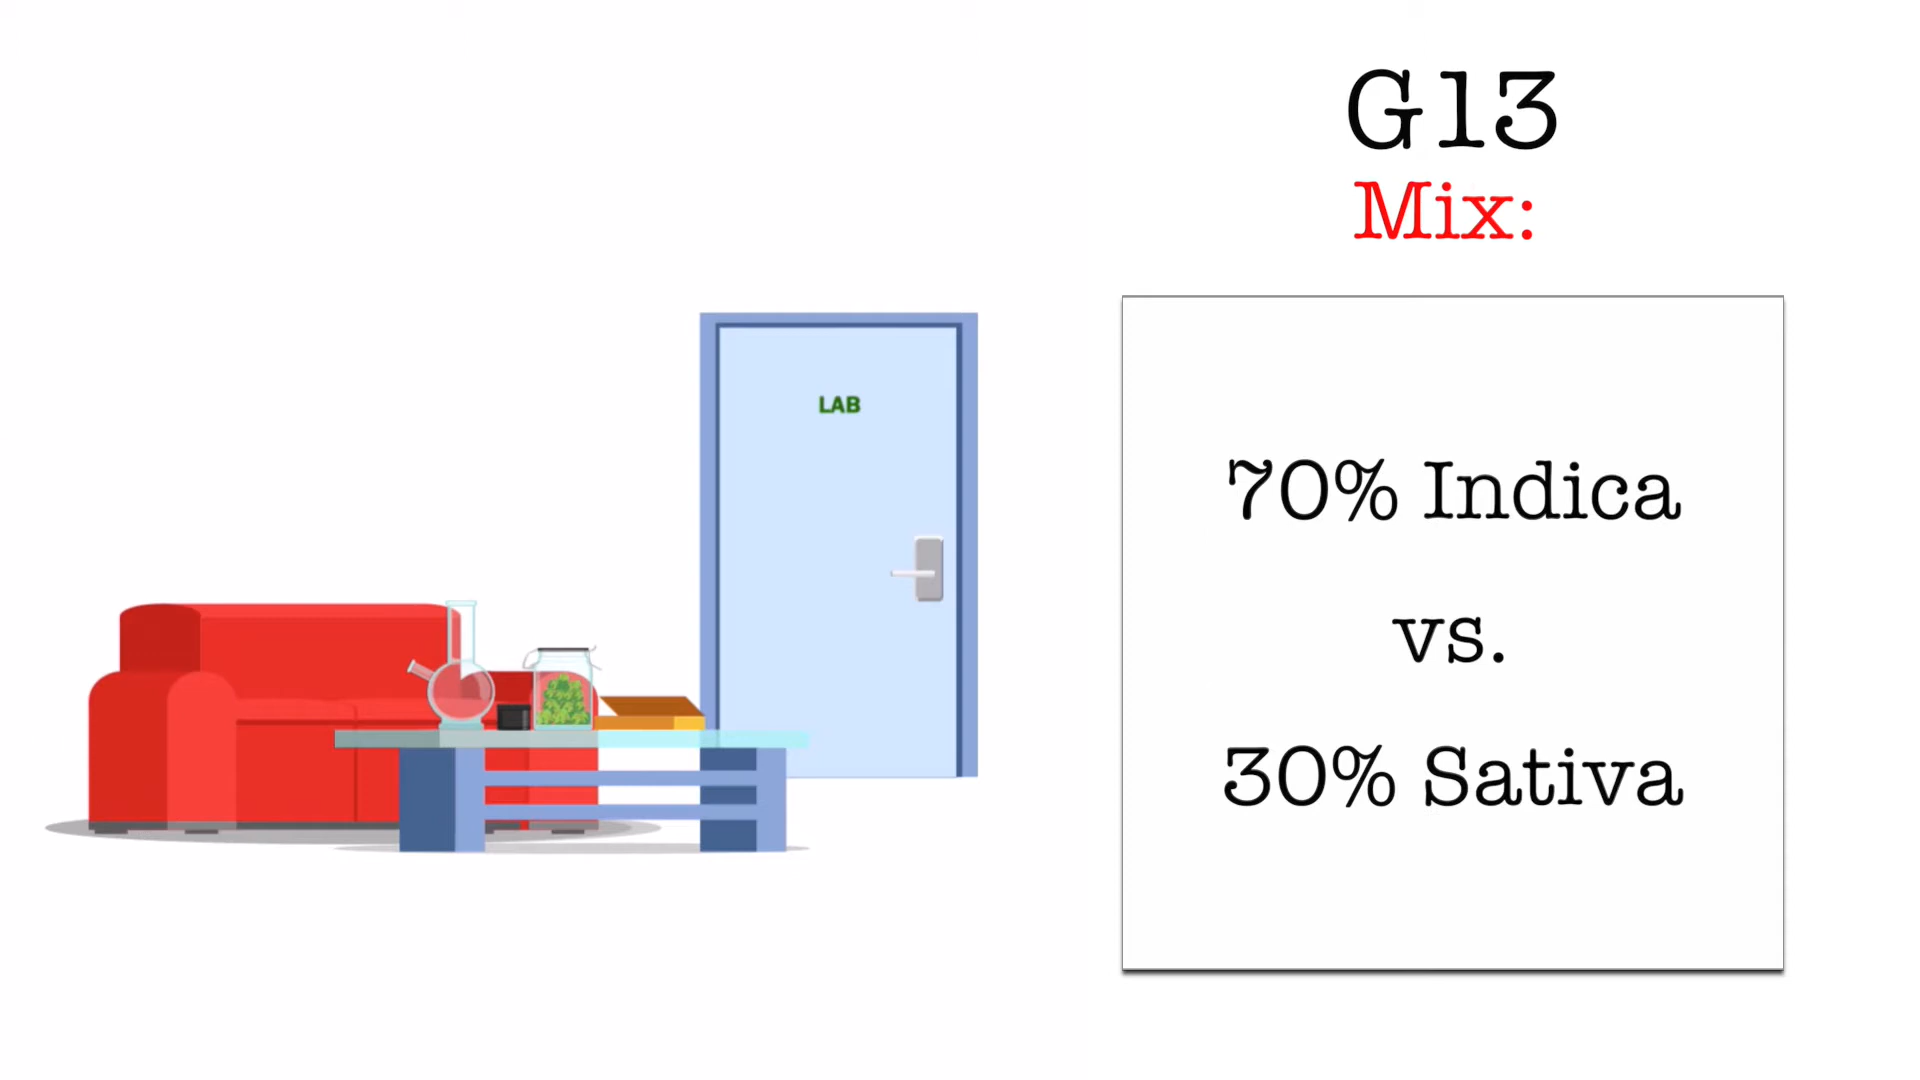 G13
Mix:
LAB
70% Indica
vs.
30% Sativa